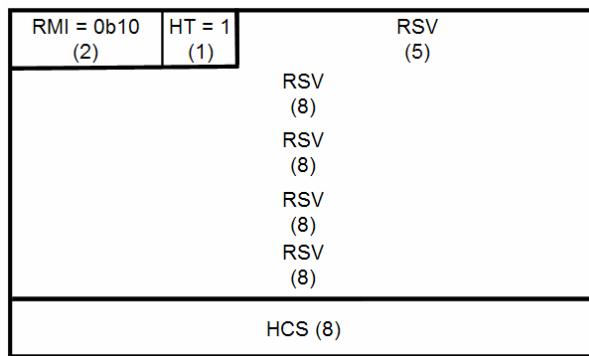 RMI = 0b10 HT = 1 RSV
(2) (1) (5)
RSV
(8)
RSV
(8)
RSV
(8)
RSV
(8)
HCS (8)